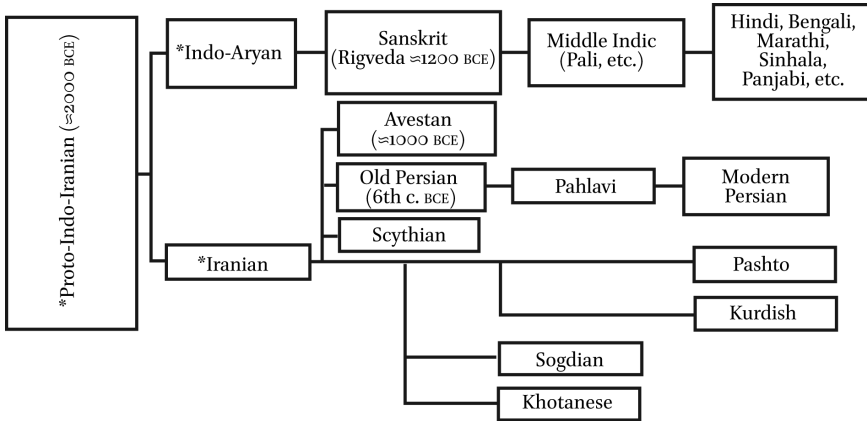 *Proto-Indo-Iranian (≈2000 BCE)
*Indo-Aryan
Sanskrit
(Rigveda ≈1200 BCE)
Middle Indic
(Pali, etc.)
Hindi, Bengali,
Marathi,
Sinhala,
Panjabi, etc.
Avestan
(≈1000 BCE)
Old Persian
(6th c. BCE)
Pahlavi
Modern
Persian
Scythian
*Iranian
Pashto
Kurdish
Sogdian
Khotanese